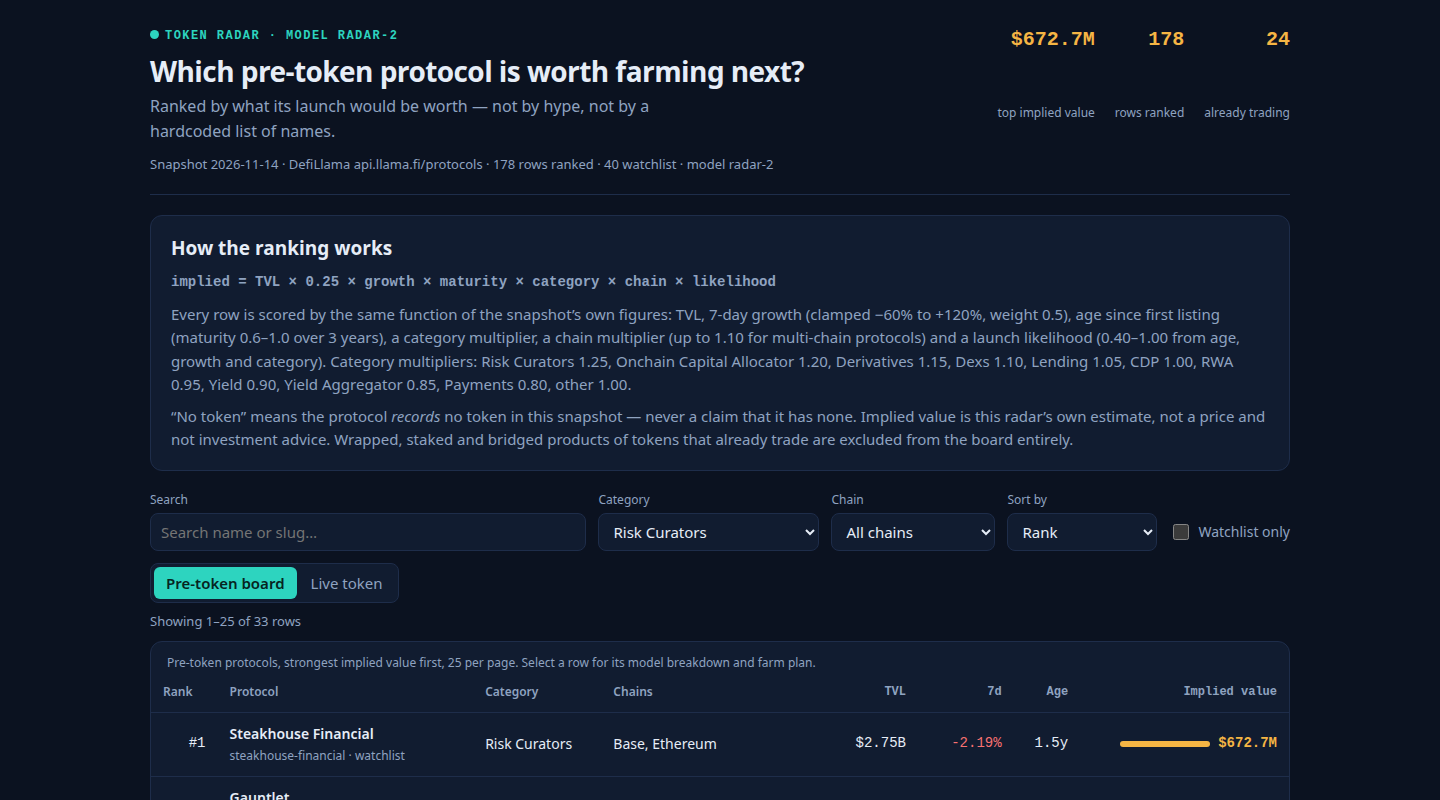 TOKEN RADAR · MODEL RADAR-2
Which pre-token protocol is worth farming next?
Ranked by what its launch would be worth — not by hype, not by a
hardcoded list of names.
Snapshot 2026-11-14 · DefiLlama api.llama.fi/protocols · 178 rows ranked · 40 watchlist · model radar-2
$672.7M 178 24
top implied value rows ranked already trading
How the ranking works
implied = TVL × 0.25 × growth × maturity × category × chain × likelihood
Every row is scored by the same function of the snapshot’s own figures: TVL, 7-day growth (clamped −60% to +120%, weight 0.5), age since first listing
(maturity 0.6–1.0 over 3 years), a category multiplier, a chain multiplier (up to 1.10 for multi-chain protocols) and a launch likelihood (0.40–1.00 from age,
growth and category). Category multipliers: Risk Curators 1.25, Onchain Capital Allocator 1.20, Derivatives 1.15, Dexs 1.10, Lending 1.05, CDP 1.00, RWA
0.95, Yield 0.90, Yield Aggregator 0.85, Payments 0.80, other 1.00.
“No token” means the protocol records no token in this snapshot — never a claim that it has none. Implied value is this radar’s own estimate, not a price and
not investment advice. Wrapped, staked and bridged products of tokens that already trade are excluded from the board entirely.
Search Category Chain Sort by
Search name or slug… Risk Curators All chains Rank Watchlist only
Pre-token board Live token
Showing 1–25 of 33 rows
Pre-token protocols, strongest implied value first, 25 per page. Select a row for its model breakdown and farm plan.
Rank Protocol Category Chains TVL 7d Age Implied value
#1 Steakhouse Financial Risk Curators Base, Ethereum $2.75B -2.19% 1.5y $672.7M
steakhouse-financial · watchlist
Gauntlet